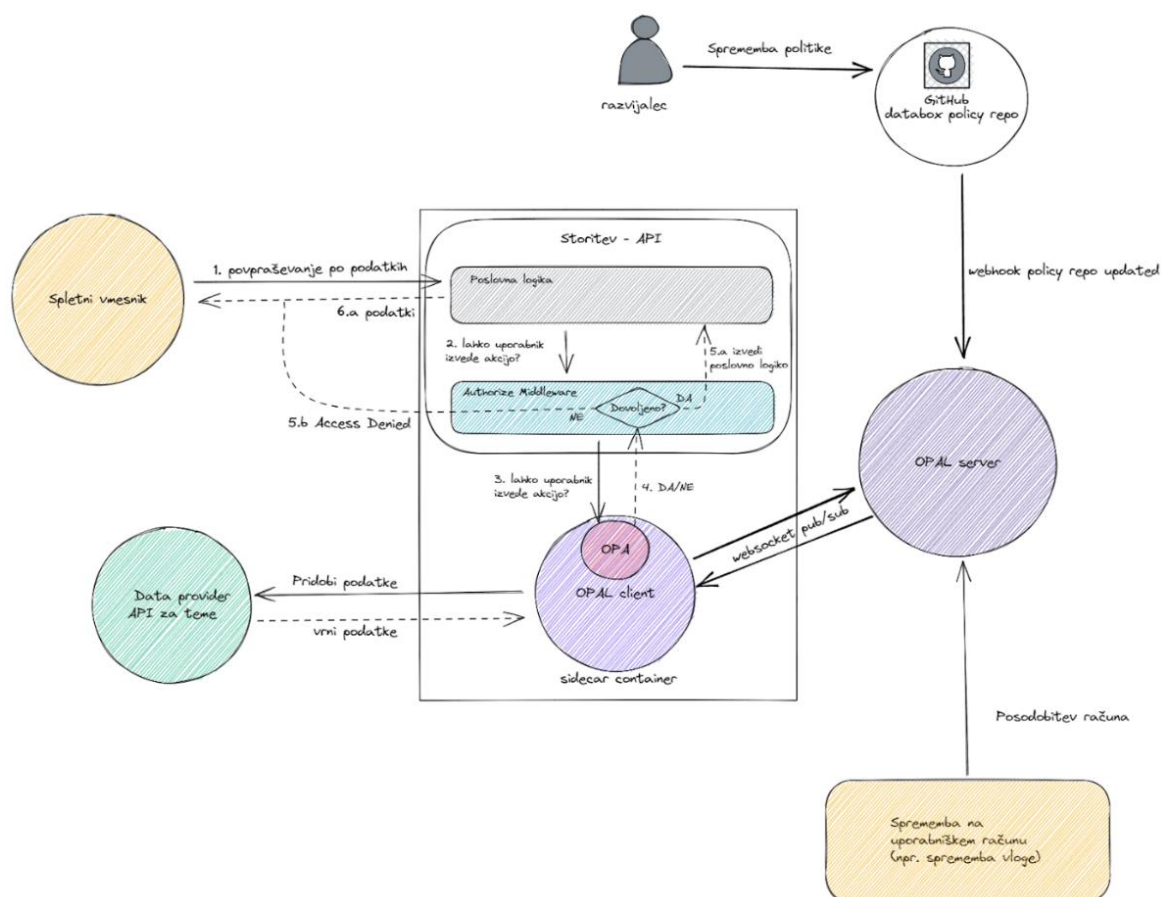 Sprememba politike
razvijalec
GitHub
databox policy repo
Storitev - API
1. povpraševanje po podatkih
Poslovna logika
webhook policy repo updated
Spletni vmesnik
6.a podatki
2. lahko uporabnik
izvede akcijo?
5.a izvedi
poslovno logiko
Authorize Middleware
DA
Dovoljeno?
NE
5.b Access Denied
OPAL server
3. lahko uporabnik
izvede akcijo?
4. DA/NE
websocket pub/sub
OPA
Pridobi podatke
OPAL client
Data provider
API za teme
vrni podatke
sidecar container
Posodobitev računa
Sprememba na
uporabniškem računu
(npr. sprememba vloge)